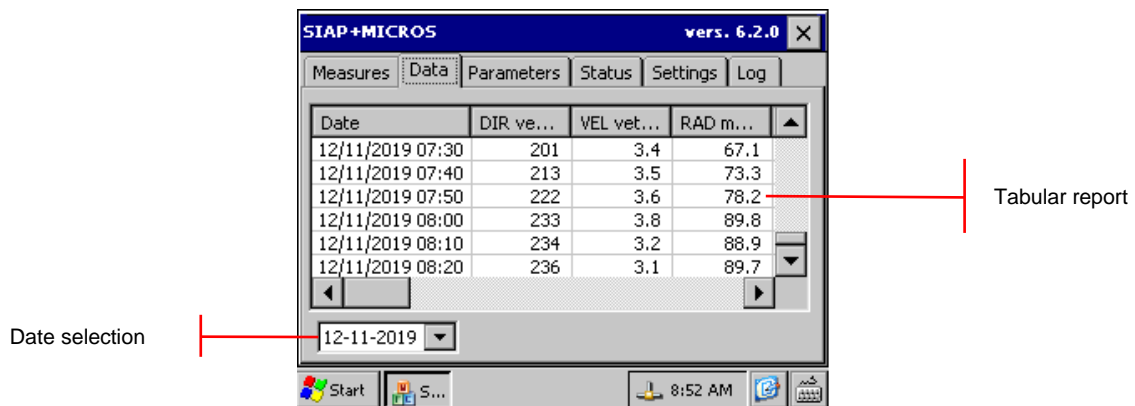 SIAP+MICROS vers. 6.2.0
Measures Data Parameters Status Settings Log
Date DIR ve... VEL vet... RAD m...
12/11/2019 07:30 201 3.4 67.1
12/11/2019 07:40 213 3.5 73.3
12/11/2019 07:50 222 3.6 78.2
Tabular report
12/11/2019 08:00 233 3.8 89.8
12/11/2019 08:10 234 3.2 88.9
12/11/2019 08:20 236 3.1 89.7
Date selection
12-11-2019
Start S... 8:52 AM